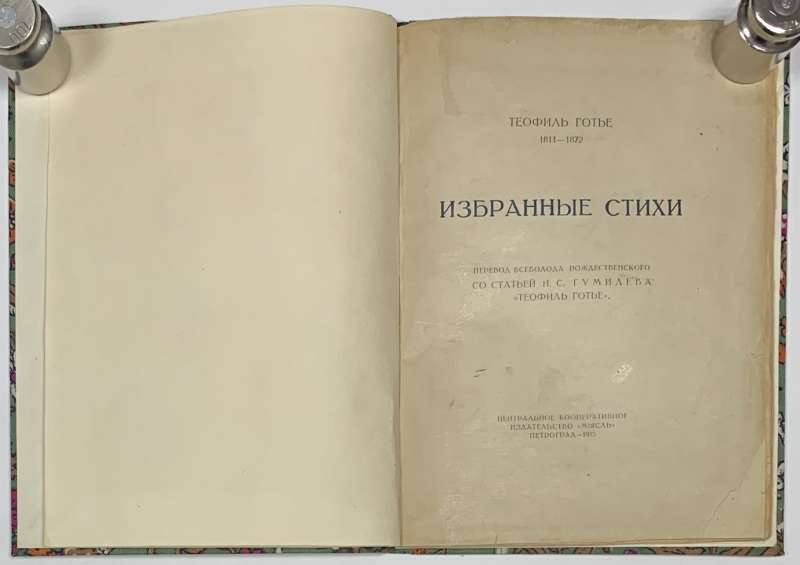 ТЕОФИЛЬ ГОТЬЕ
1811—1872
ИЗБРАННЫЕ СТИХИ
ПЕРЕВОД ВСЕВОЛОДА РОЖДЕСТВЕНСКОГО
СО СТАТЬЕЙ Н. С. ГУМИЛЕВА
«ТЕОФИЛЬ ГОТЬЕ».
ЦЕНТРАЛЬНОЕ КООПЕРАТИВНОЕ
ИЗДАТЕЛЬСТВО «МЫСЛЬ»
ПЕТРОГРАД—